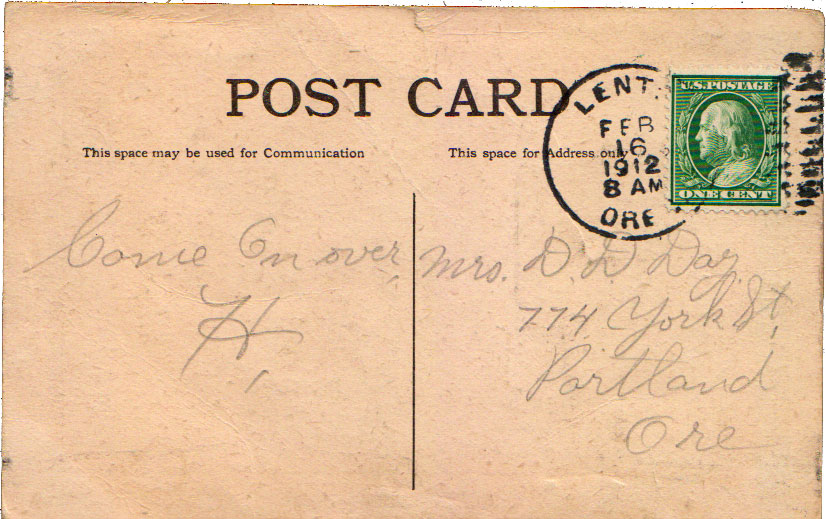 POST CARD
This space may be used for Communication
This space for Address only
LENT
FEB
16
1912
8 AM
ORE
U.S. POSTAGE
ONE CENT
Come On over,
H,
Mrs. D. D Day
774 York St,
Portland
Ore